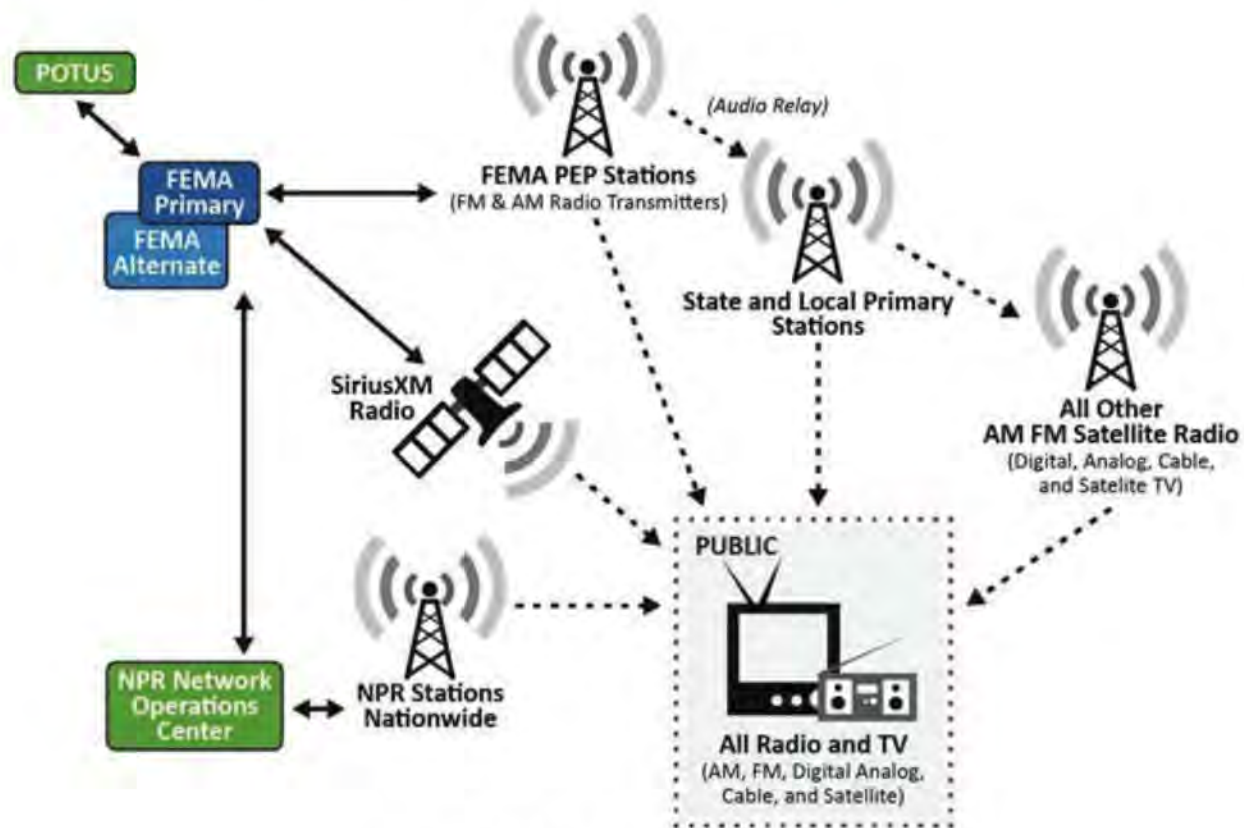 POTUS
FEMA
Primary
FEMA
Alternate
FEMA PEP Stations
(FM & AM Radio Transmitters)
(Audio Relay)
State and Local Primary
Stations
All Other
AM FM Satellite Radio
(Digital, Analog, Cable,
and Satelite TV)
SiriusXM
Radio
NPR Network
Operations
Center
NPR Stations
Nationwide
PUBLIC
All Radio and TV
(AM, FM, Digital Analog,
Cable, and Satellite)